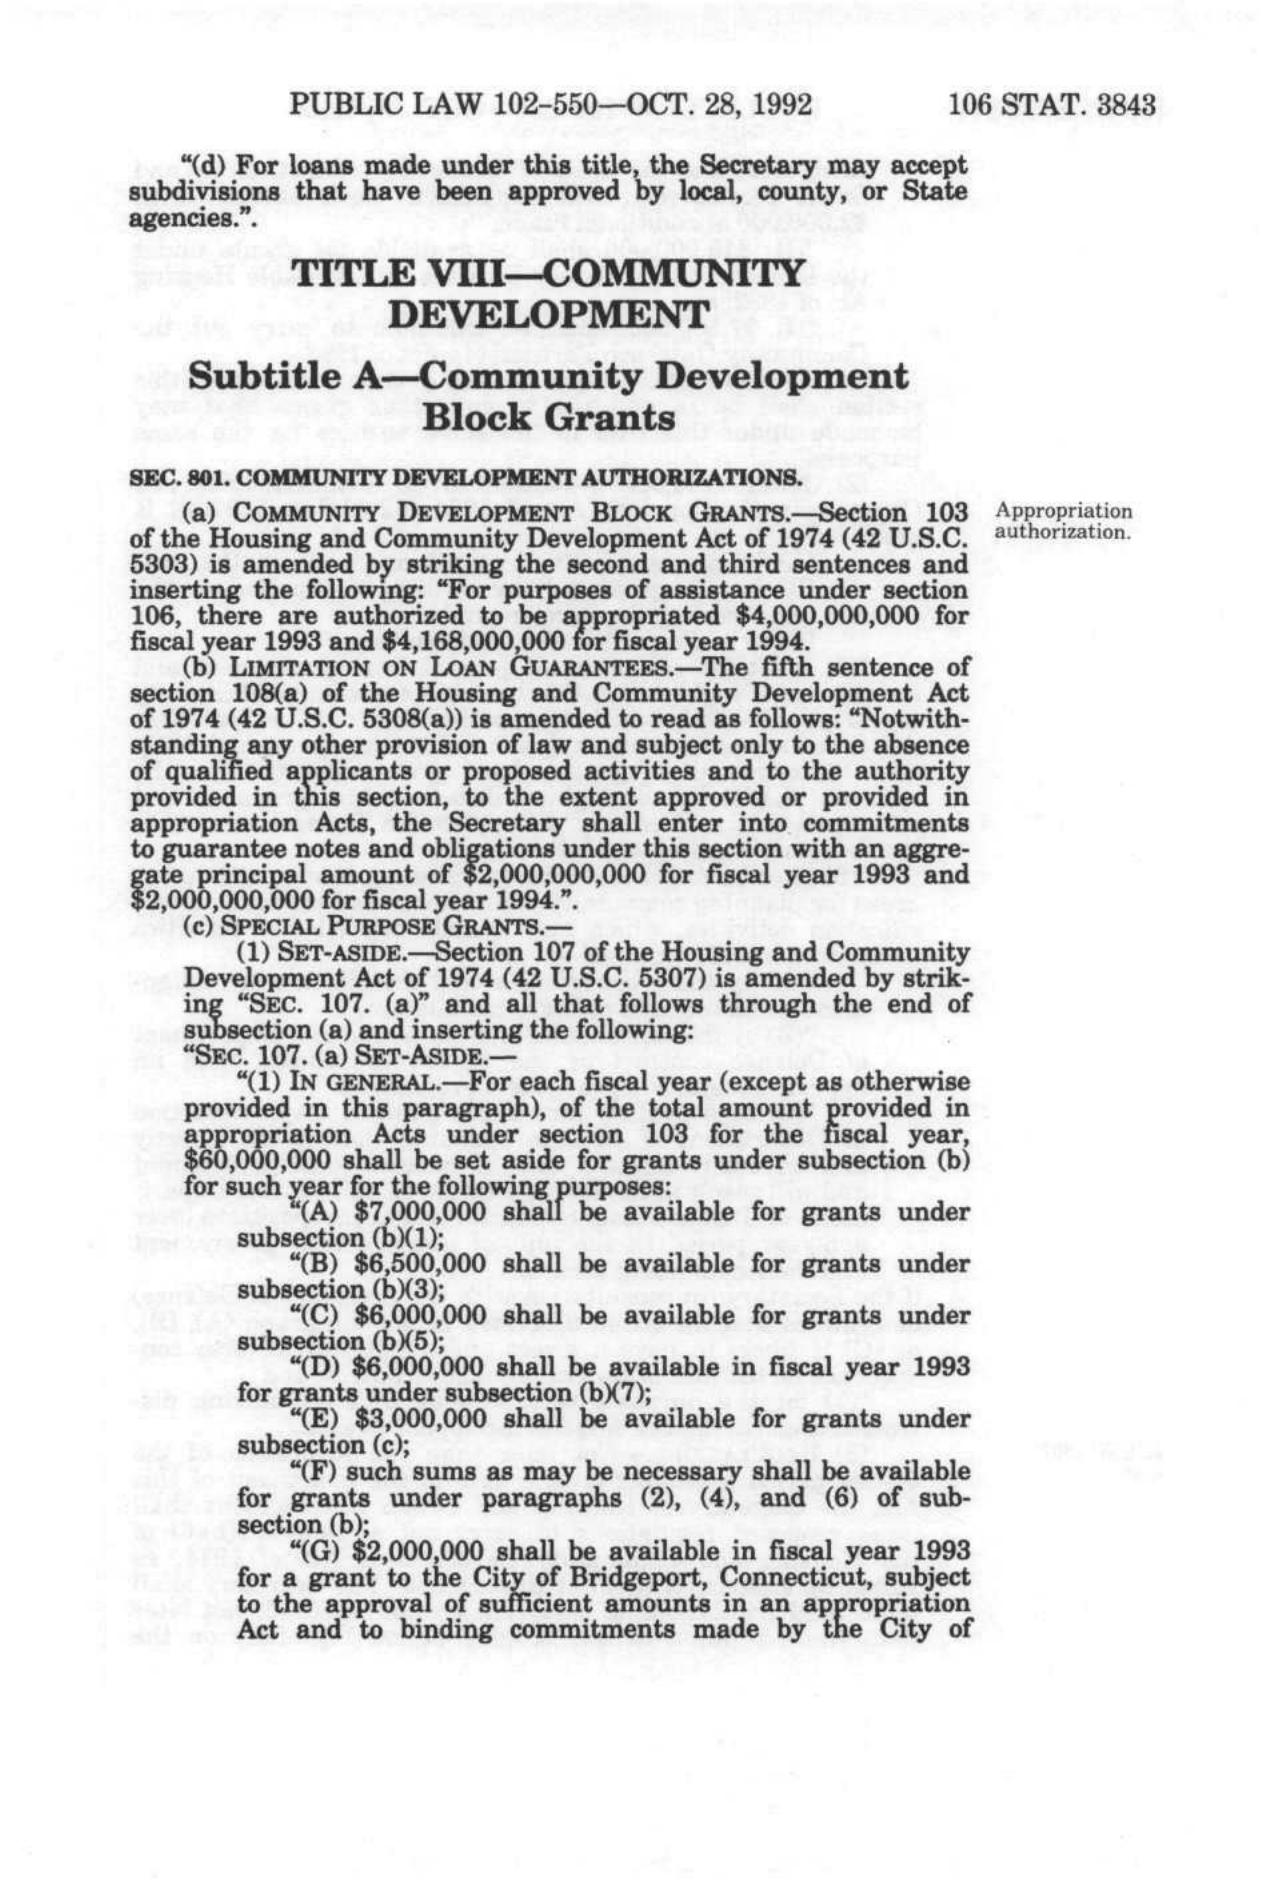 PUBLIC LAW 102–550—OCT. 28, 1992 106 STAT. 3843
“(d) For loans made under this title, the Secretary may accept
subdivisions that have been approved by local, county, or State
agencies.”.
TITLE VIII—COMMUNITY
DEVELOPMENT
Subtitle A—Community Development
Block Grants
SEC. 801. COMMUNITY DEVELOPMENT AUTHORIZATIONS.
(a) COMMUNITY DEVELOPMENT BLOCK GRANTS.—Section 103
Appropriation
authorization.
of the Housing and Community Development Act of 1974 (42 U.S.C.
5303) is amended by striking the second and third sentences and
inserting the following: “For purposes of assistance under section
106, there are authorized to be appropriated $4,000,000,000 for
fiscal year 1993 and $4,168,000,000 for fiscal year 1994.
(b) LIMITATION ON LOAN GUARANTEES.—The fifth sentence of
section 108(a) of the Housing and Community Development Act
of 1974 (42 U.S.C. 5308(a)) is amended to read as follows: “Notwith-
standing any other provision of law and subject only to the absence
of qualified applicants or proposed activities and to the authority
provided in this section, to the extent approved or provided in
appropriation Acts, the Secretary shall enter into commitments
to guarantee notes and obligations under this section with an aggre-
gate principal amount of $2,000,000,000 for fiscal year 1993 and
$2,000,000,000 for fiscal year 1994.”.
(c) SPECIAL PURPOSE GRANTS.—
(1) SET-ASIDE.—Section 107 of the Housing and Community
Development Act of 1974 (42 U.S.C. 5307) is amended by strik-
ing “SEC. 107. (a)” and all that follows through the end of
subsection (a) and inserting the following:
“SEC. 107. (a) SET-ASIDE.—
“(1) IN GENERAL.—For each fiscal year (except as otherwise
provided in this paragraph), of the total amount provided in
appropriation Acts under section 103 for the fiscal year,
$60,000,000 shall be set aside for grants under subsection (b)
for such year for the following purposes:
“(A) $7,000,000 shall be available for grants under
subsection (b)(1);
“(B) $6,500,000 shall be available for grants under
subsection (b)(3);
“(C) $6,000,000 shall be available for grants under
subsection (b)(5);
“(D) $6,000,000 shall be available in fiscal year 1993
for grants under subsection (b)(7);
“(E) $3,000,000 shall be available for grants under
subsection (c);
“(F) such sums as may be necessary shall be available
for grants under paragraphs (2), (4), and (6) of sub-
section (b);
“(G) $2,000,000 shall be available in fiscal year 1993
for a grant to the City of Bridgeport, Connecticut, subject
to the approval of sufficient amounts in an appropriation
Act and to binding commitments made by the City of